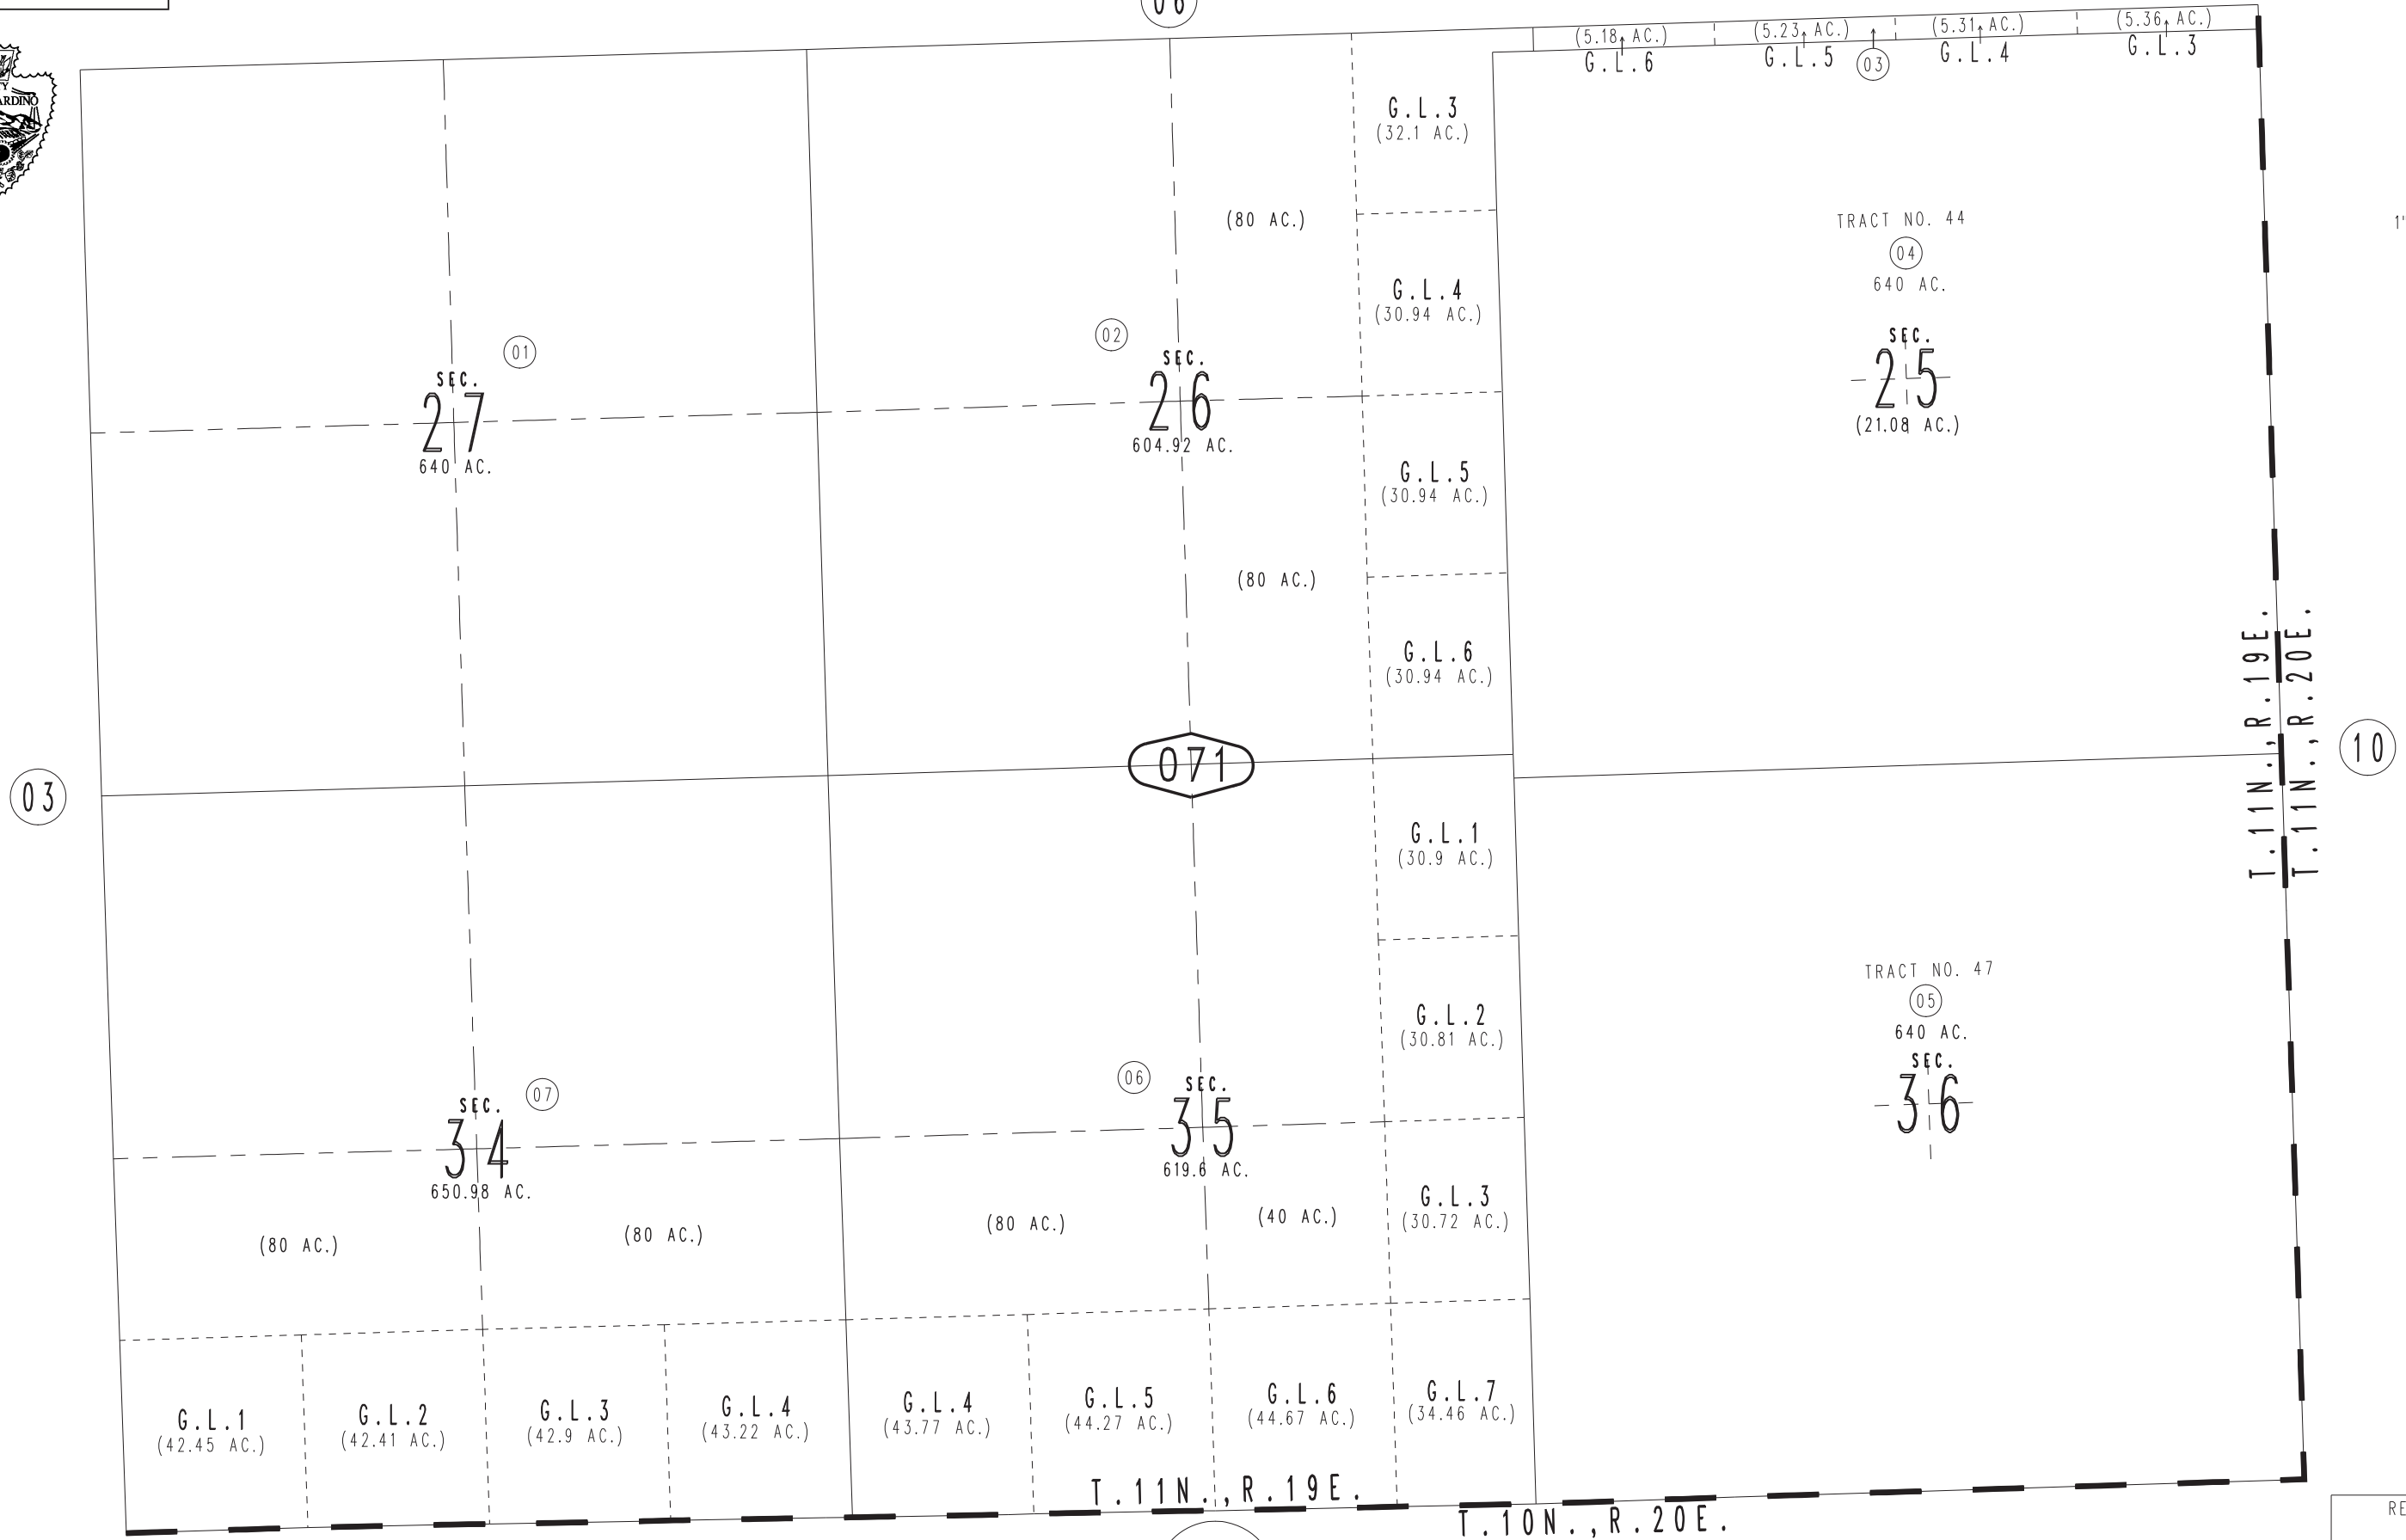 06
(5.18 AC.)
(5.23 AC.)
(5.31 AC.)
(5.36 AC.)
G.L.6
G.L.5
03
G.L.4
G.L.3
ARDINO
G.L.3
(32.1 AC.)
(80 AC.)
TRACT NO. 44
04
640 AC.
1"
G.L.4
(30.94 AC.)
01
SEC.
27
640 AC.
02
SEC.
26
604.92 AC.
SEC.
25
(21.08 AC.)
G.L.5
(30.94 AC.)
(80 AC.)
G.L.6
(30.94 AC.)
T.11N.,R.19E.
T.11N.,R.20E.
03
071
10
G.L.1
(30.9 AC.)
TRACT NO. 47
05
640 AC.
SEC.
36
G.L.2
(30.81 AC.)
07
SEC.
34
650.98 AC.
06
SEC.
35
619.6 AC.
(80 AC.)
(80 AC.)
(80 AC.)
(40 AC.)
G.L.3
(30.72 AC.)
G.L.1
(42.45 AC.)
G.L.2
(42.41 AC.)
G.L.3
(42.9 AC.)
G.L.4
(43.22 AC.)
G.L.4
(43.77 AC.)
G.L.5
(44.27 AC.)
G.L.6
(44.67 AC.)
G.L.7
(34.46 AC.)
T.11N.,R.19E.
T.10N.,R.20E.
RE